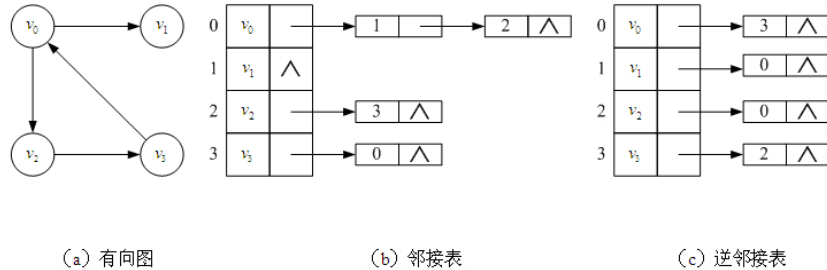 v₀ v₁
v₂ v₃
0 v₀ 1 2 ∧
1 v₁ ∧
2 v₂ 3 ∧
3 v₃ 0 ∧
0 v₀ 3 ∧
1 v₁ 0 ∧
2 v₂ 0 ∧
3 v₃ 2 ∧
(a) 有向图
(b) 邻接表
(c) 逆邻接表